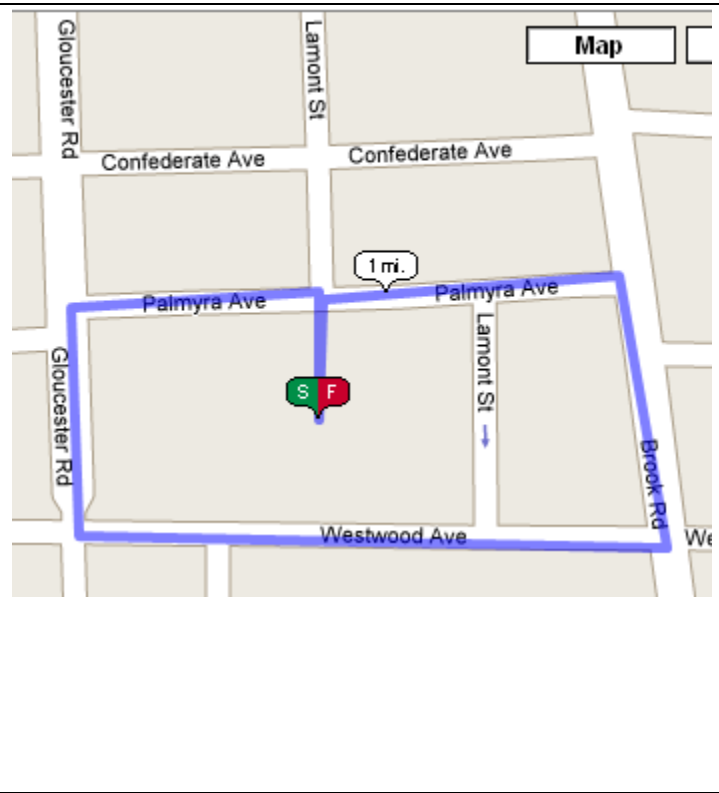 Map
Gloucester Rd
Lamont St
Confederate Ave
Confederate Ave
1 mi.
Palmyra Ave
Palmyra Ave
Lamont St
Gloucester Rd
S F
Brook Rd
Westwood Ave
We